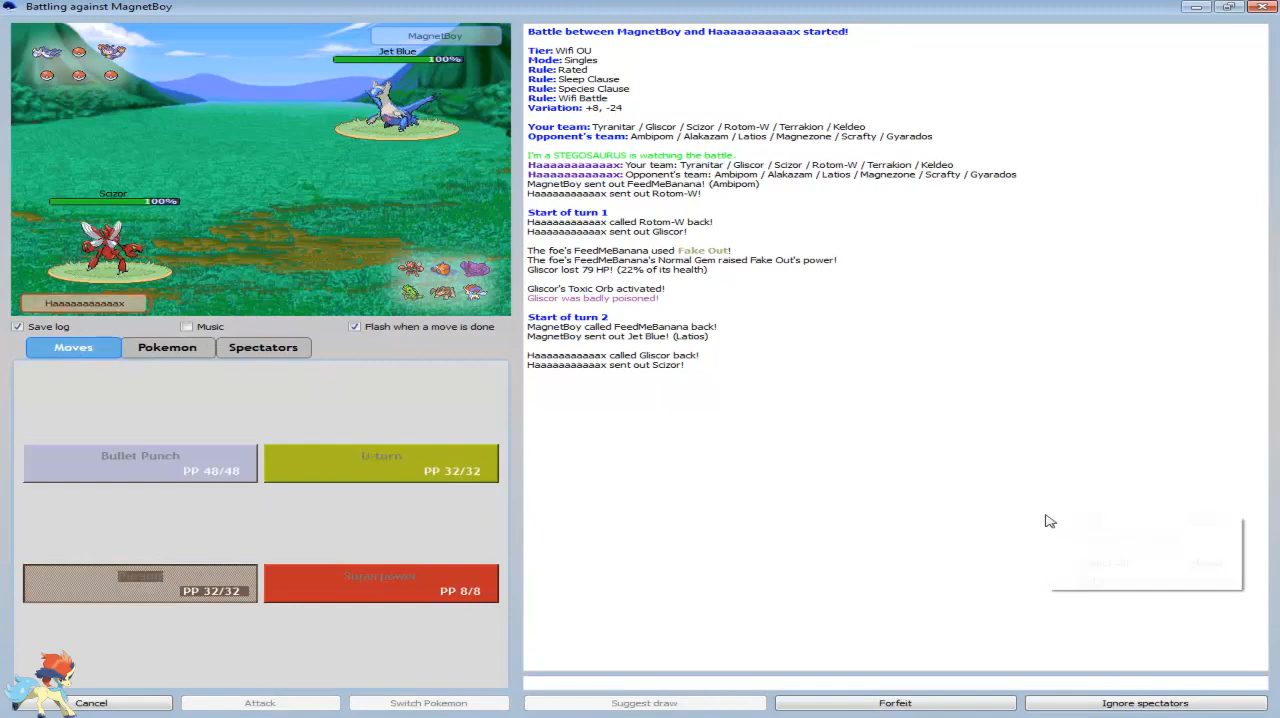 Battling against MagnetBoy
MagnetBoy
Jet Blue
100%
Scizor
100%
Haaaaaaaaaaax
Save log
Music
Flash when a move is done
Moves
Pokemon
Spectators
Bullet Punch
PP 48/48
U-turn
PP 32/32
Pursuit
PP 32/32
Superpower
PP 8/8
Cancel
Attack
Switch Pokemon
Battle between MagnetBoy and Haaaaaaaaaaax started!
Tier: Wifi OU
Mode: Singles
Rule: Rated
Rule: Sleep Clause
Rule: Species Clause
Rule: Wifi Battle
Variation: +8, -24
Your team: Tyranitar / Gliscor / Scizor / Rotom-W / Terrakion / Keldeo
Opponent's team: Ambipom / Alakazam / Latios / Magnezone / Scrafty / Gyarados
I'm a STEGOSAURUS is watching the battle.
Haaaaaaaaaaax: Your team: Tyranitar / Gliscor / Scizor / Rotom-W / Terrakion / Keldeo
Haaaaaaaaaaax: Opponent's team: Ambipom / Alakazam / Latios / Magnezone / Scrafty / Gyarados
MagnetBoy sent out FeedMeBanana! (Ambipom)
Haaaaaaaaaaax sent out Rotom-W!
Start of turn 1
Haaaaaaaaaaax called Rotom-W back!
Haaaaaaaaaaax sent out Gliscor!
The foe's FeedMeBanana used Fake Out!
The foe's FeedMeBanana's Normal Gem raised Fake Out's power!
Gliscor lost 79 HP! (22% of its health)
Gliscor's Toxic Orb activated!
Gliscor was badly poisoned!
Start of turn 2
MagnetBoy called FeedMeBanana back!
MagnetBoy sent out Jet Blue! (Latios)
Haaaaaaaaaaax called Gliscor back!
Haaaaaaaaaaax sent out Scizor!
Suggest draw
Forfeit
Ignore spectators